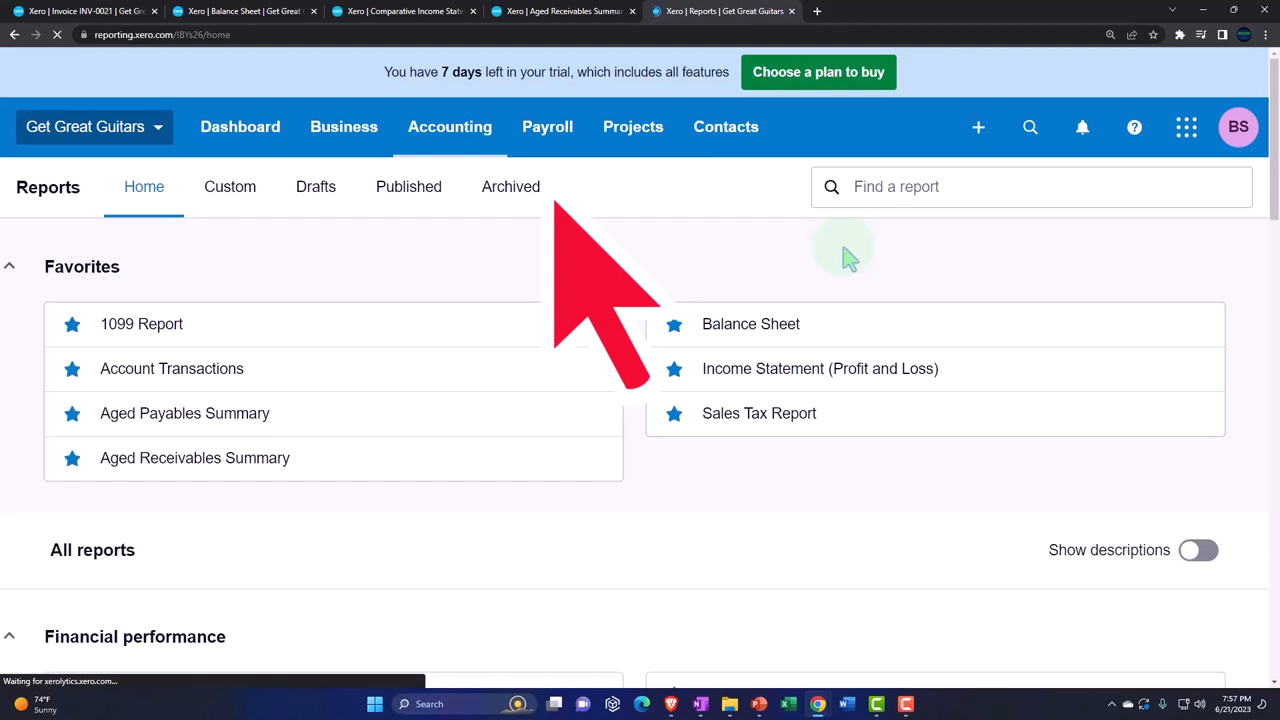 Xero | Invoice INV-0021 | Get Gre
Xero | Balance Sheet | Get Great
Xero | Comparative Income State
Xero | Aged Receivables Summar
Xero | Reports | Get Great Guitars
reporting.xero.com/!BYs26/home
You have 7 days left in your trial, which includes all features
Choose a plan to buy
Get Great Guitars
Dashboard
Business
Accounting
Payroll
Projects
Contacts
BS
Reports
Home
Custom
Drafts
Published
Archived
Find a report
Favorites
1099 Report
Balance Sheet
Account Transactions
Income Statement (Profit and Loss)
Aged Payables Summary
Sales Tax Report
Aged Receivables Summary
All reports
Show descriptions
Financial performance
Waiting for xerolytics.xero.com...
74°F
Sunny
Search
7:57 PM
6/21/2023